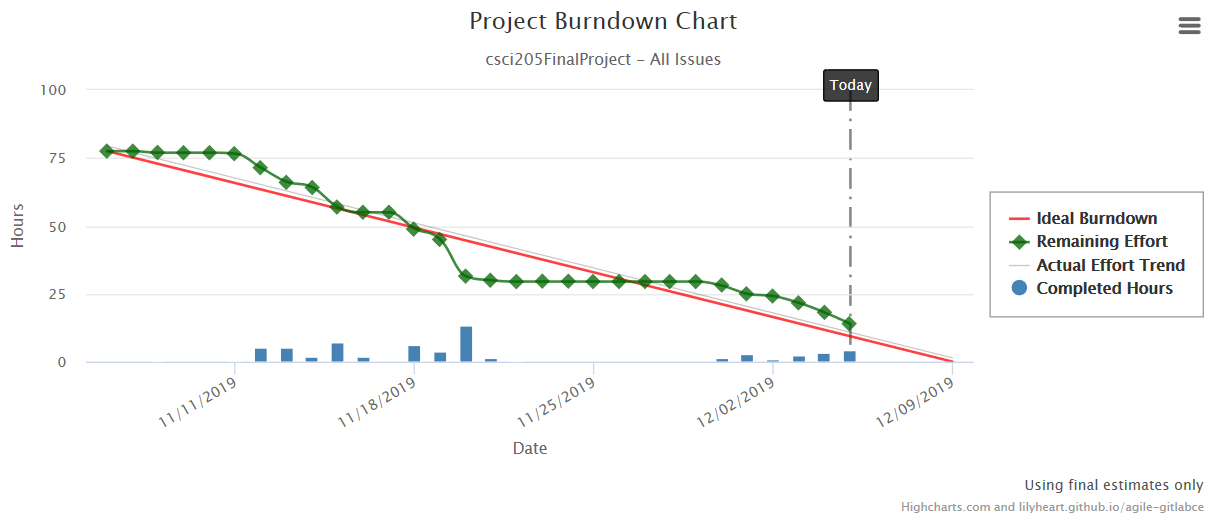 Project Burndown Chart
csci205FinalProject - All Issues
Today
100
75
50
25
0
Hours
11/11/2019
11/18/2019
11/25/2019
12/02/2019
12/09/2019
Date
Ideal Burndown
Remaining Effort
Actual Effort Trend
Completed Hours
Using final estimates only
Highcharts.com and lilyheart.github.io/agile-gitlabce